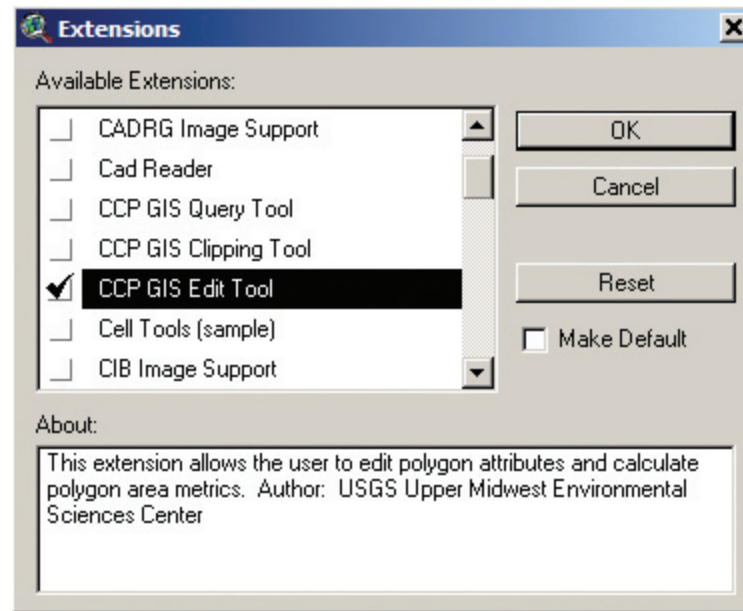 Extensions
Available Extensions:
CADRG Image Support
Cad Reader
CCP GIS Query Tool
CCP GIS Clipping Tool
CCP GIS Edit Tool
Cell Tools (sample)
CIB Image Support
OK
Cancel
Reset
Make Default
About:
This extension allows the user to edit polygon attributes and calculate
polygon area metrics.  Author:  USGS Upper Midwest Environmental
Sciences Center